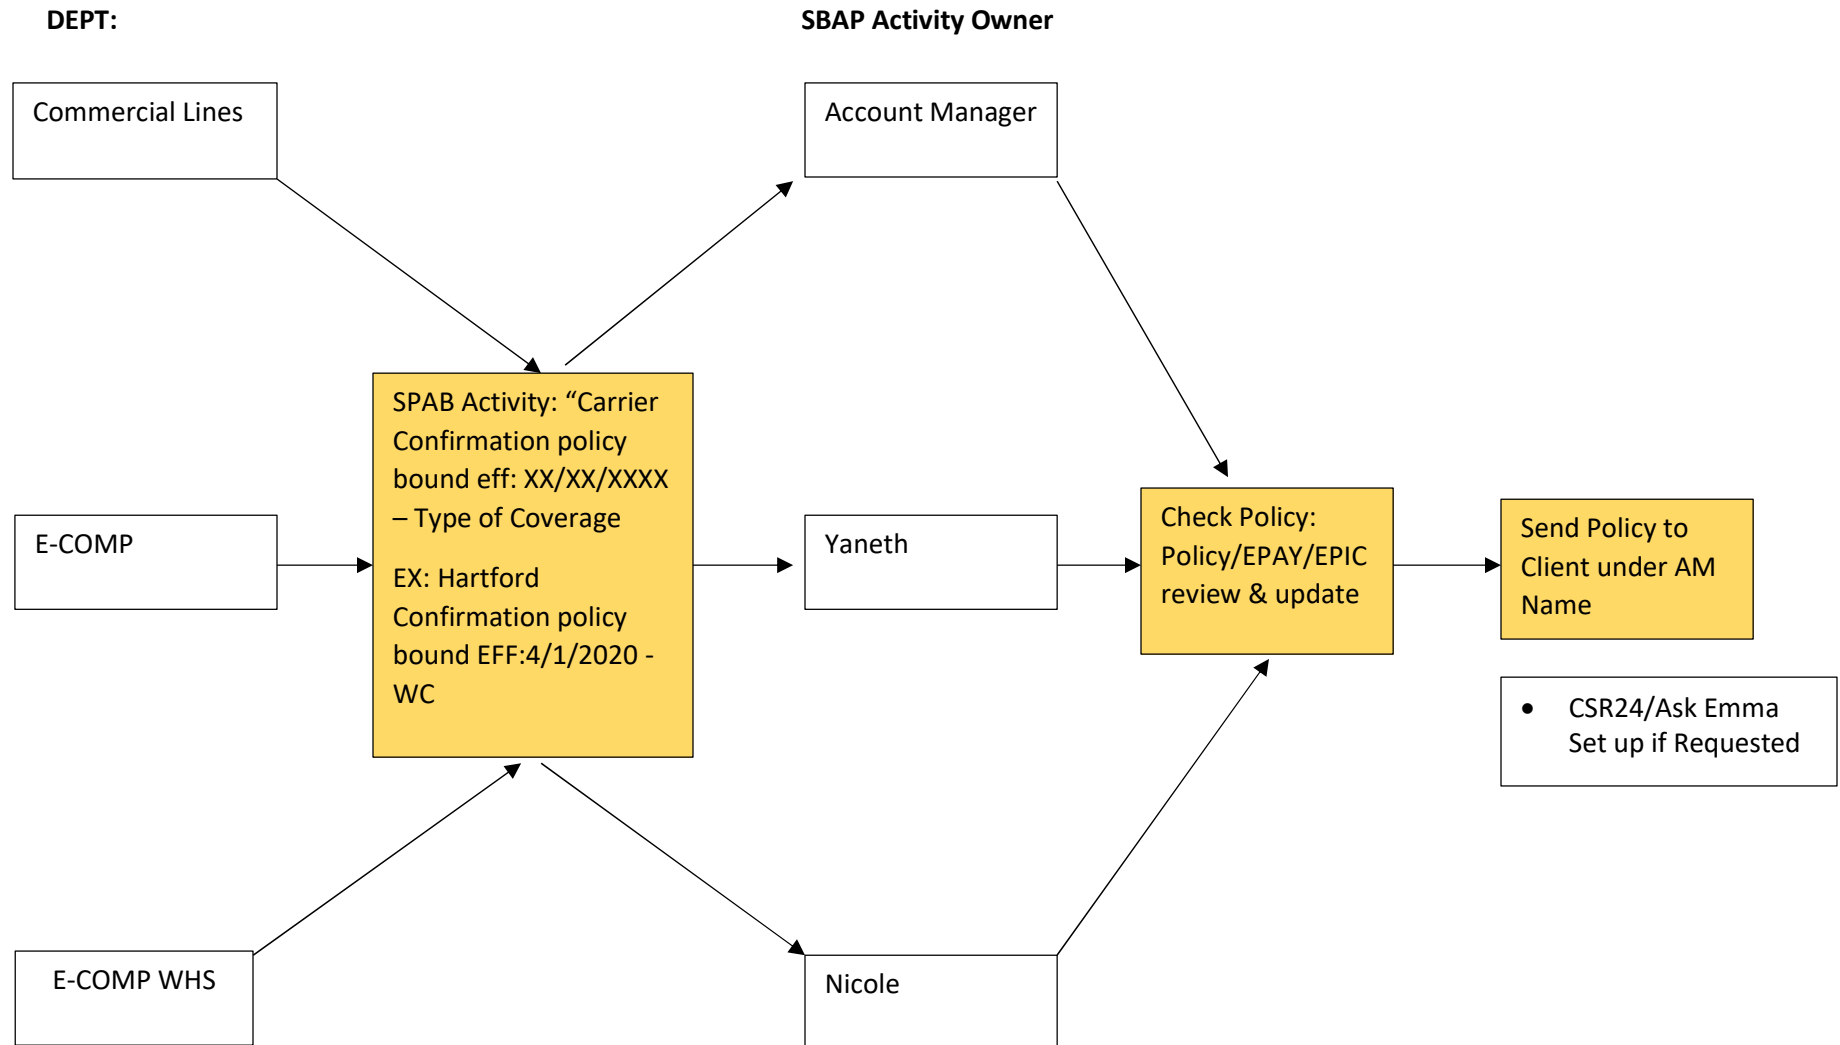 DEPT:
SBAP Activity Owner
Commercial Lines
Account Manager
SPAB Activity: “Carrier
Confirmation policy
bound eff: XX/XX/XXXX
– Type of Coverage
EX: Hartford
Confirmation policy
bound EFF:4/1/2020 -
WC
E-COMP
Yaneth
Check Policy:
Policy/EPAY/EPIC
review & update
Send Policy to
Client under AM
Name
• CSR24/Ask Emma
Set up if Requested
E-COMP WHS
Nicole